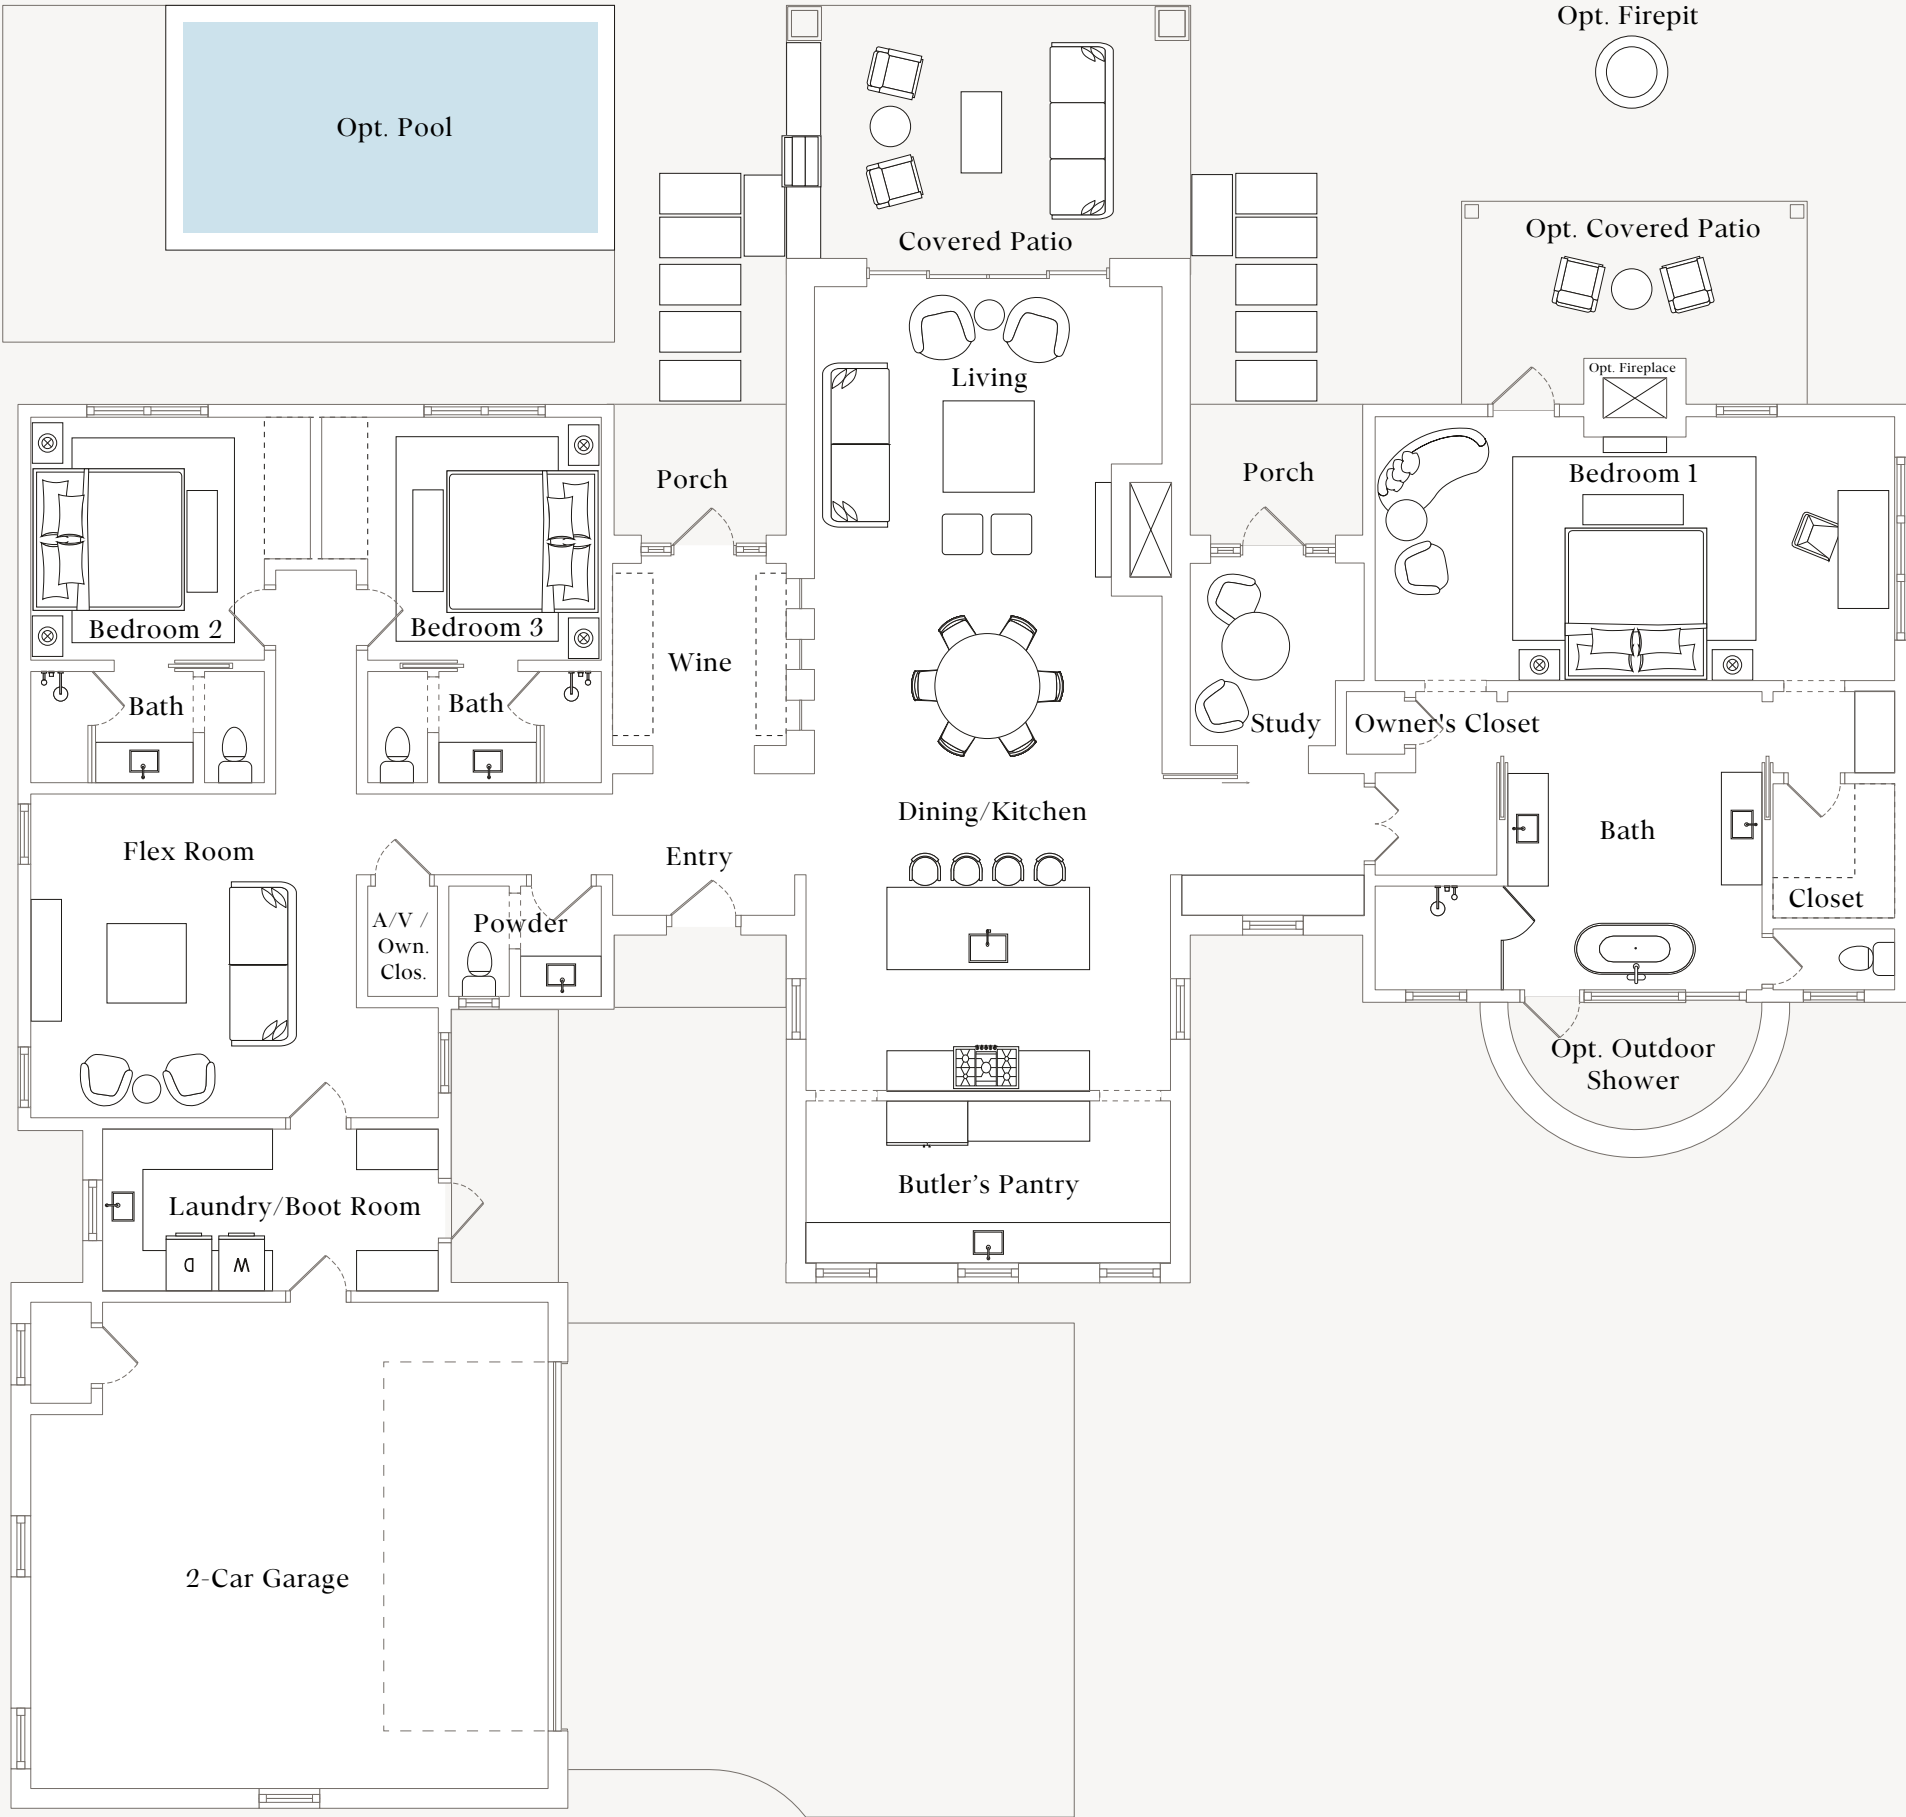 Opt. Firepit
Opt. Pool
Covered Patio
Opt. Covered Patio
Opt. Fireplace
Living
Porch
Porch
Bedroom 1
Bedroom 2
Bedroom 3
Wine
Bath
Bath
Study
Owner's Closet
Dining/Kitchen
Bath
Flex Room
Entry
Closet
A/V /
Own.
Clos.
Powder
Opt. Outdoor
Shower
Butler’s Pantry
Laundry/Boot Room
D
W
2-Car Garage